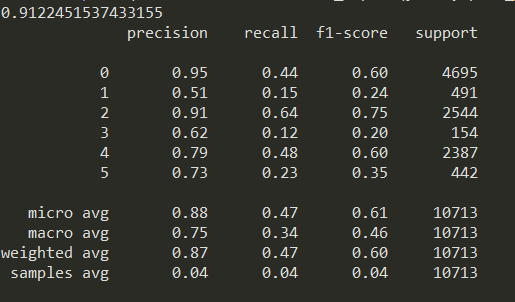 0.9122451537433155
precision recall f1-score support
0 0.95 0.44 0.60 4695
1 0.51 0.15 0.24 491
2 0.91 0.64 0.75 2544
3 0.62 0.12 0.20 154
4 0.79 0.48 0.60 2387
5 0.73 0.23 0.35 442
micro avg 0.88 0.47 0.61 10713
macro avg 0.75 0.34 0.46 10713
weighted avg 0.87 0.47 0.60 10713
samples avg 0.04 0.04 0.04 10713